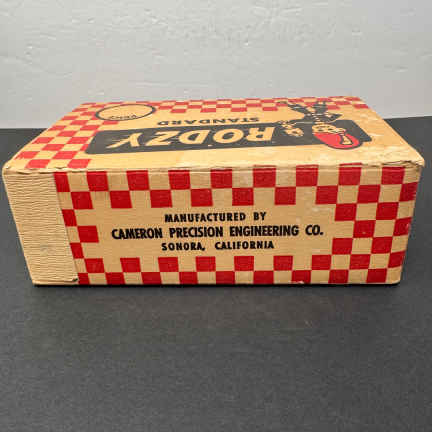 RODZY
STANDARD
MANUFACTURED BY
CAMERON PRECISION ENGINEERING CO.
SONORA, CALIFORNIA